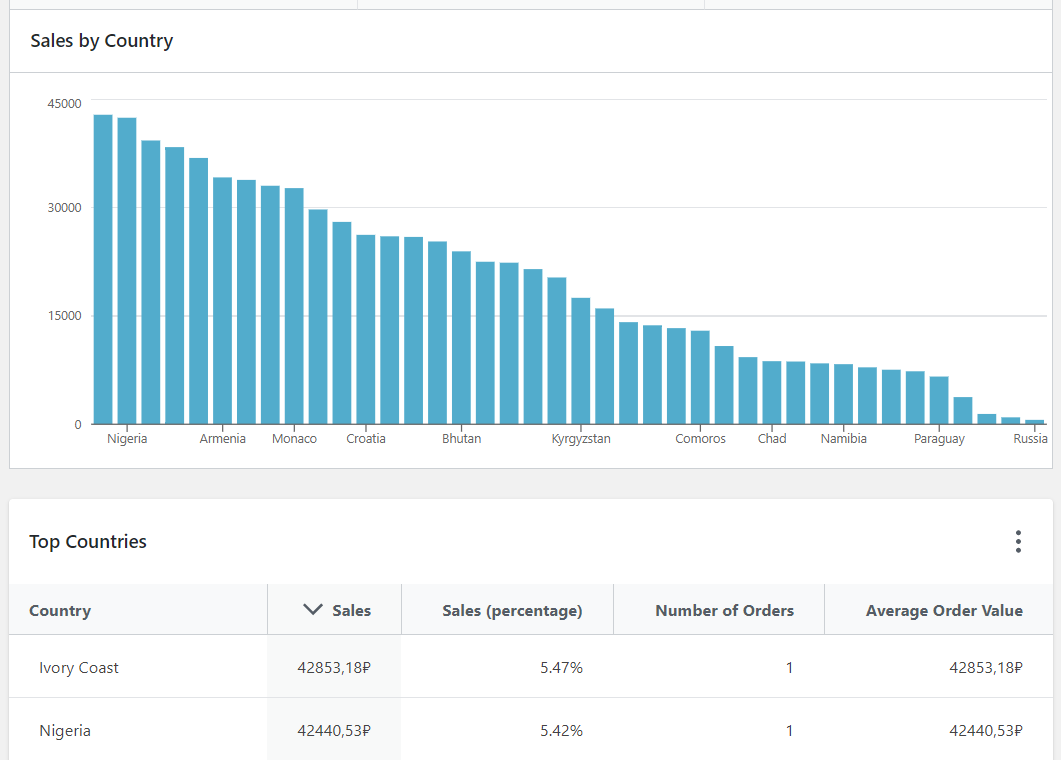 Sales by Country
45000
30000
15000
0
Nigeria Armenia Monaco Croatia Bhutan Kyrgyzstan Comoros Chad Namibia Paraguay Russia
Top Countries
Country Sales Sales (percentage) Number of Orders Average Order Value
Ivory Coast 42853,18₽ 5.47% 1 42853,18₽
Nigeria 42440,53₽ 5.42% 1 42440,53₽